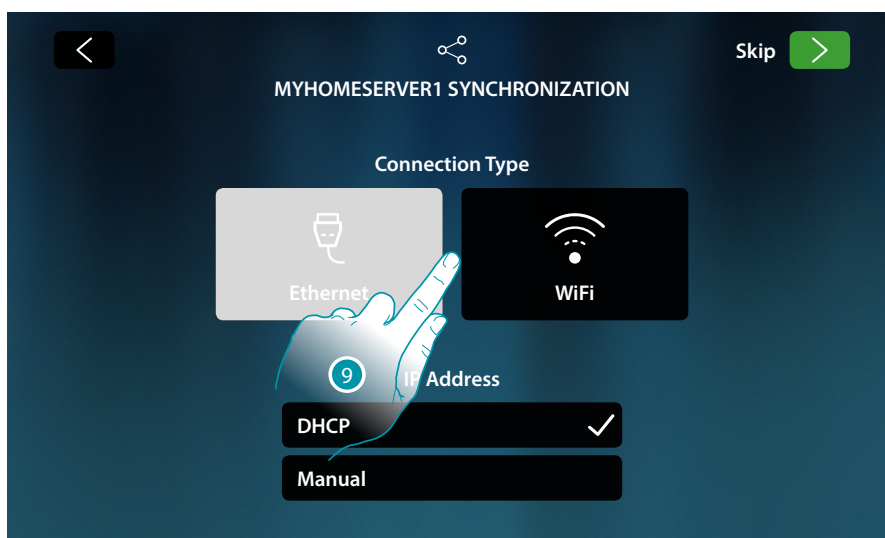 Skip
MYHOMESERVER1 SYNCHRONIZATION
Connection Type
Ethernet
WiFi
9
IP Address
DHCP
Manual